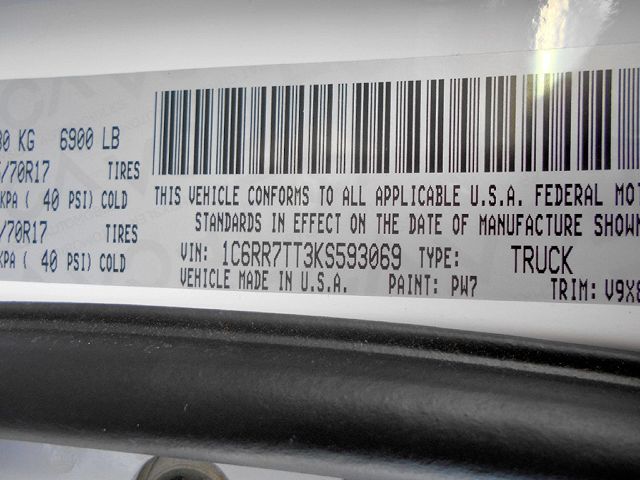 80 KG 6900 LB
/70R17 TIRES
KPA ( 40 PSI) COLD
/70R17 TIRES
KPA ( 40 PSI) COLD
THIS VEHICLE CONFORMS TO ALL APPLICABLE U.S.A. FEDERAL MOT
STANDARDS IN EFFECT ON THE DATE OF MANUFACTURE SHOWN
VIN: 1C6RR7TT3KS593069 TYPE: TRUCK
VEHICLE MADE IN U.S.A. PAINT: PW7 TRIM: V9X8